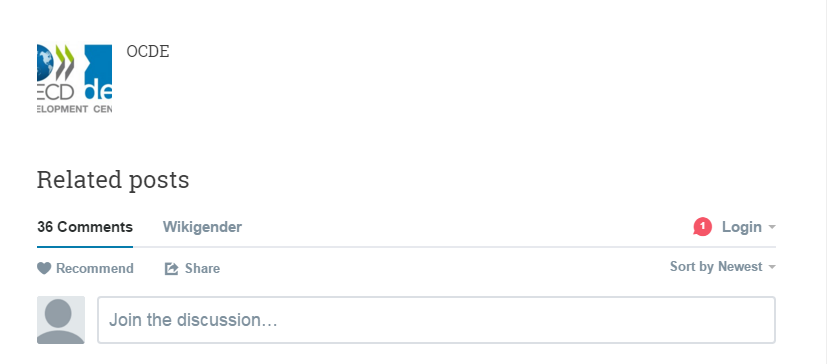 OCDE
ECD
de
ELOPMENT CEN
Related posts
36 Comments Wikigender 1 Login
Recommend Share Sort by Newest
Join the discussion…